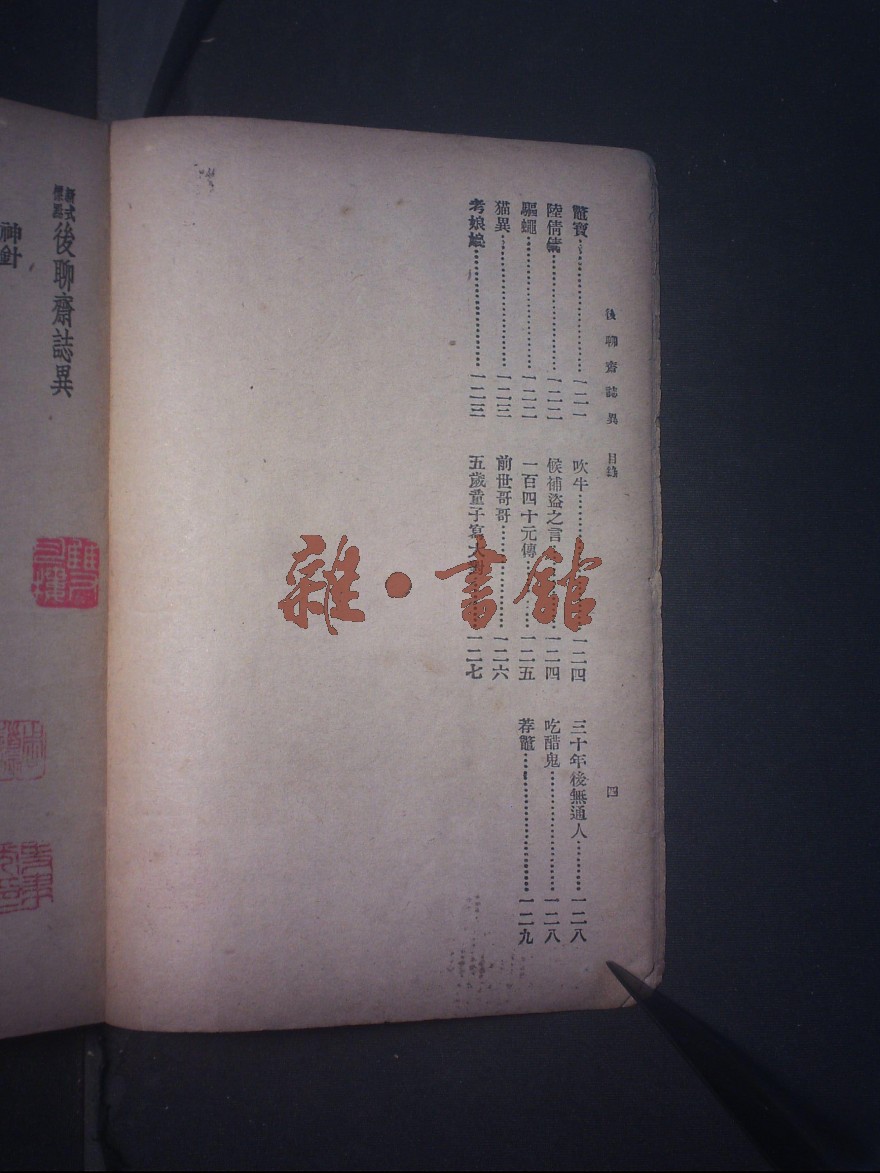 後聊齋誌異 目錄 四
鼈寶 一二一
陸倩倩 一二二
驅蠅 一二二
猫異 一二三
考娘娘 一二三
吹牛 一二四
候補盜之言 一二四
一百四十元傳 一二五
前世哥哥 一二六
五歲童子寫大 一二七
三十年後無通人 一二八
吃醋鬼 一二八
荐鼈 一二九
雜·書館
新式標點 後聊齋誌異
神針